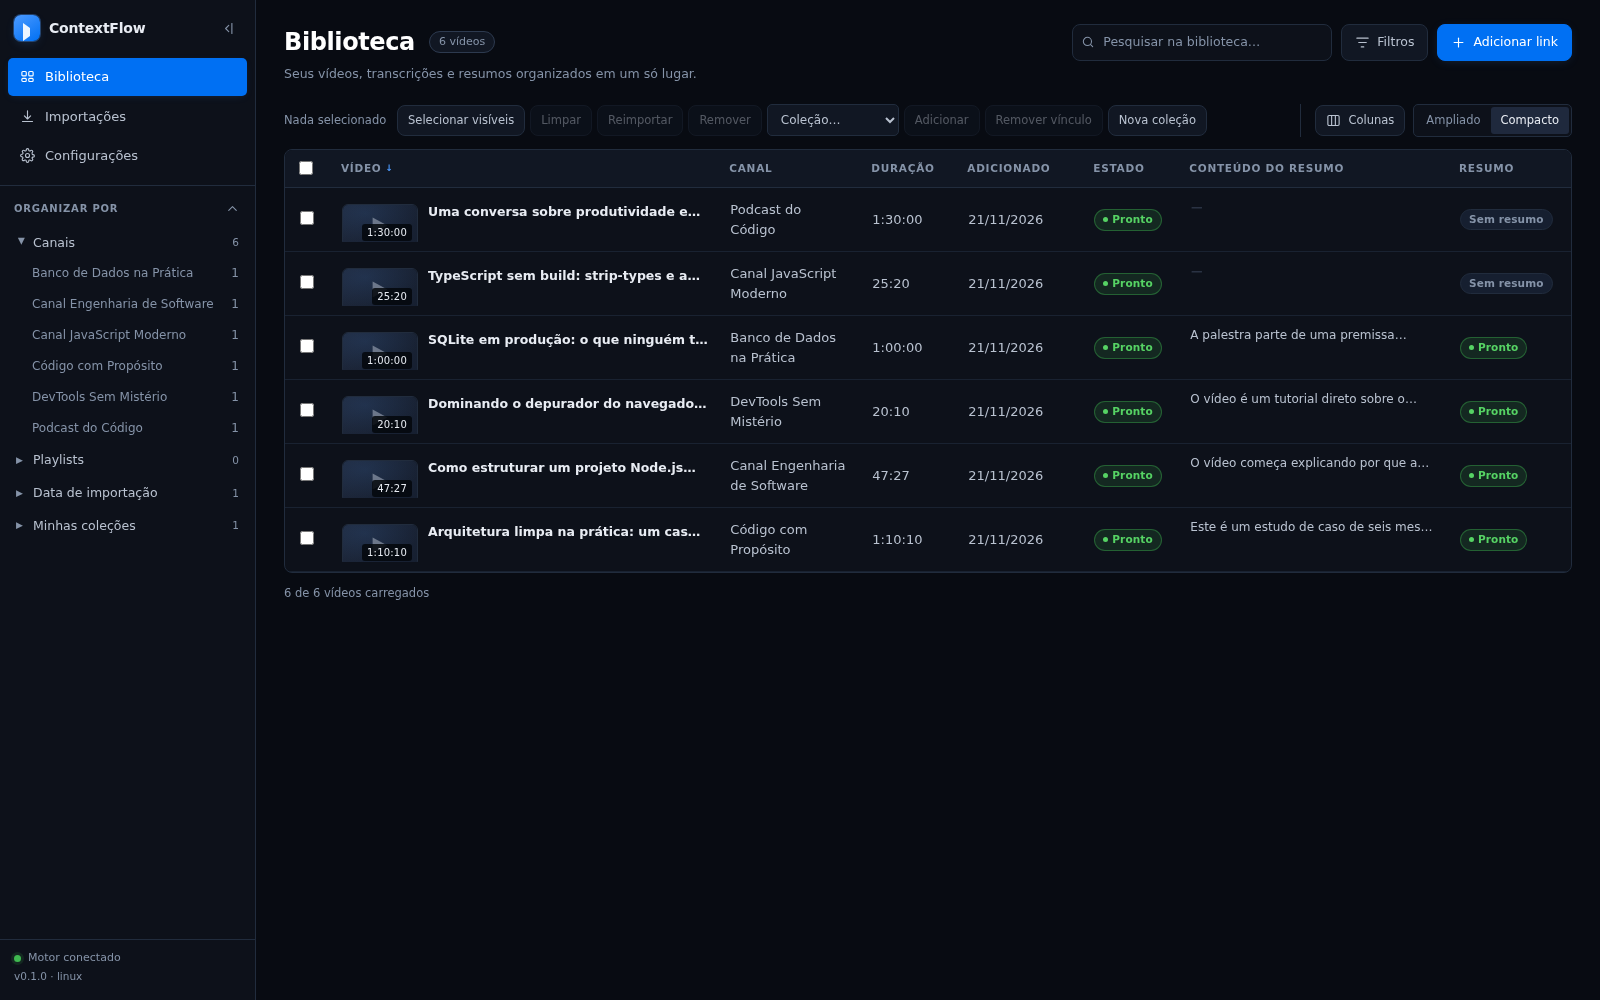 ContextFlow
Biblioteca
Importações
Configurações
ORGANIZAR POR
Canais 6
Banco de Dados na Prática 1
Canal Engenharia de Software 1
Canal JavaScript Moderno 1
Código com Propósito 1
DevTools Sem Mistério 1
Podcast do Código 1
Playlists 0
Data de importação 1
Minhas coleções 1
Motor conectado
v0.1.0 · linux
Biblioteca 6 vídeos
Seus vídeos, transcrições e resumos organizados em um só lugar.
Pesquisar na biblioteca… Filtros Adicionar link
Nada selecionado Selecionar visíveis Limpar Reimportar Remover Coleção… Adicionar Remover vínculo Nova coleção Colunas Ampliado Compacto
VÍDEO ↓ CANAL DURAÇÃO ADICIONADO ESTADO CONTEÚDO DO RESUMO RESUMO
1:30:00 Uma conversa sobre produtividade e… Podcast do Código 1:30:00 21/11/2026 Pronto — Sem resumo
25:20 TypeScript sem build: strip-types e a… Canal JavaScript Moderno 25:20 21/11/2026 Pronto — Sem resumo
1:00:00 SQLite em produção: o que ninguém t… Banco de Dados na Prática 1:00:00 21/11/2026 Pronto A palestra parte de uma premissa… Pronto
20:10 Dominando o depurador do navegado… DevTools Sem Mistério 20:10 21/11/2026 Pronto O vídeo é um tutorial direto sobre o… Pronto
47:27 Como estruturar um projeto Node.js… Canal Engenharia de Software 47:27 21/11/2026 Pronto O vídeo começa explicando por que a… Pronto
1:10:10 Arquitetura limpa na prática: um cas… Código com Propósito 1:10:10 21/11/2026 Pronto Este é um estudo de caso de seis mes… Pronto
6 de 6 vídeos carregados